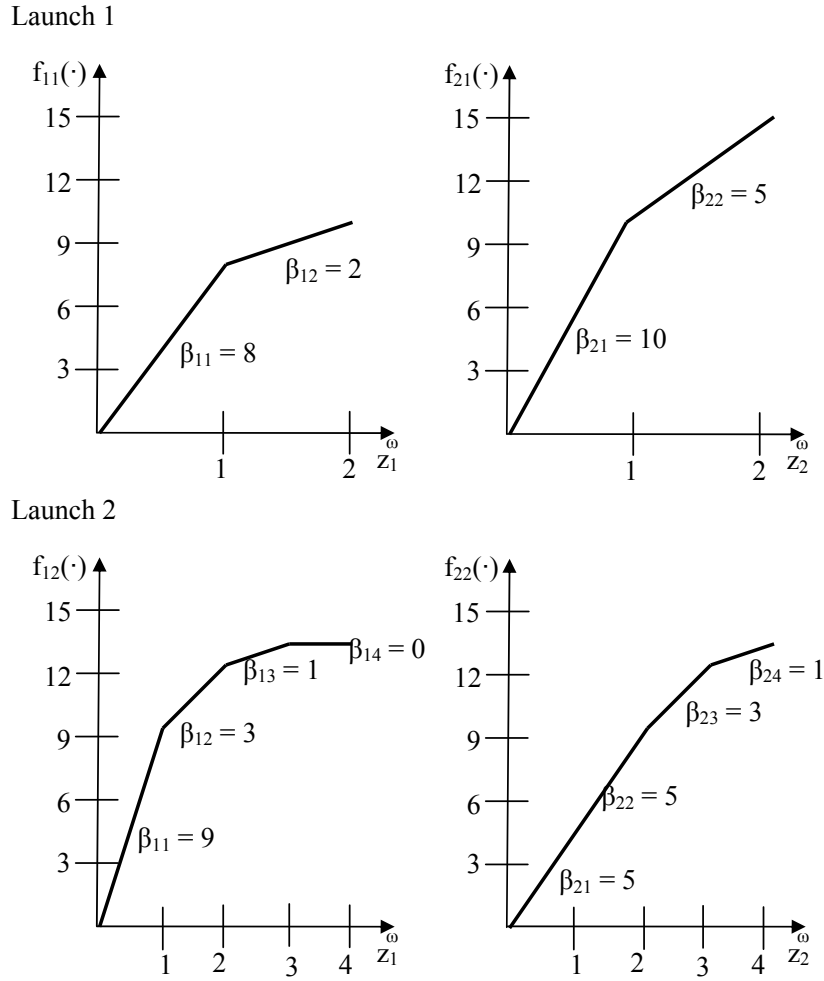 Launch 1
f₁₁(·)
15
12
9
6
3
β₁₂ = 2
β₁₁ = 8
1
2
z₁^ω
f₂₁(·)
15
12
9
6
3
β₂₂ = 5
β₂₁ = 10
1
2
z₂^ω
Launch 2
f₁₂(·)
15
12
9
6
3
β₁₄ = 0
β₁₃ = 1
β₁₂ = 3
β₁₁ = 9
1
2
3
4
z₁^ω
f₂₂(·)
15
12
9
6
3
β₂₄ = 1
β₂₃ = 3
β₂₂ = 5
β₂₁ = 5
1
2
3
4
z₂^ω